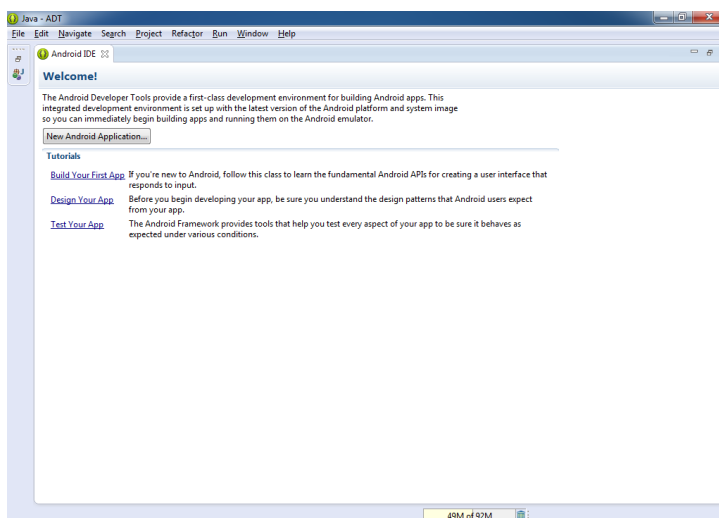 Java - ADT
File Edit Navigate Search Project Refactor Run Window Help
Android IDE
Welcome!
The Android Developer Tools provide a first-class development environment for building Android apps. This
integrated development environment is set up with the latest version of the Android platform and system image
so you can immediately begin building apps and running them on the Android emulator.
New Android Application...
Tutorials
Build Your First App If you're new to Android, follow this class to learn the fundamental Android APIs for creating a user interface that
responds to input.
Design Your App Before you begin developing your app, be sure you understand the design patterns that Android users expect
from your app.
Test Your App The Android Framework provides tools that help you test every aspect of your app to be sure it behaves as
expected under various conditions.
49M of 92M